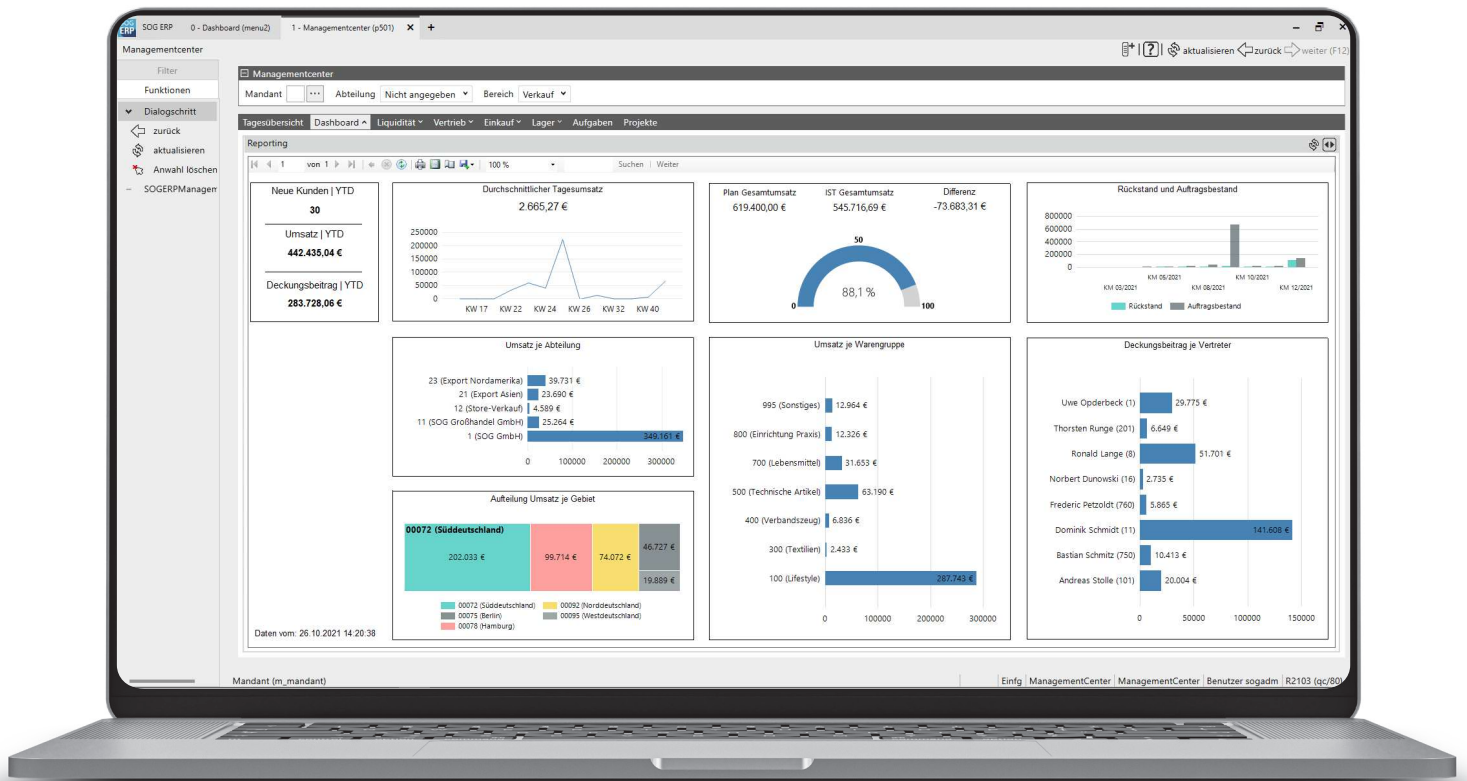 SOG ERP
SOG ERP 0 - Dashboard (menu2) 1 - Managementcenter (p501) × +
Managementcenter
aktualisieren zurück weiter (F12)
Filter
Funktionen
Dialogschritt
zurück
aktualisieren
Anwahl löschen
SOGERPManagem
Managementcenter
Mandant ... Abteilung Nicht angegeben Bereich Verkauf
Tagesübersicht Dashboard Liquidität Vertrieb Einkauf Lager Aufgaben Projekte
Reporting
1 von 1 100 % Suchen | Weiter
Neue Kunden | YTD
30
Umsatz | YTD
442.435,04 €
Deckungsbeitrag | YTD
283.728,06 €
Durchschnittlicher Tagesumsatz
2.665,27 €
250000
200000
150000
100000
50000
0
KW 17 KW 22 KW 24 KW 26 KW 32 KW 40
Plan Gesamtumsatz IST Gesamtumsatz Differenz
619.400,00 € 545.716,69 € -73.683,31 €
50
88,1 %
0 100
Rückstand und Auftragsbestand
800000
600000
400000
200000
0
KM 05/2021 KM 10/2021
KM 03/2021 KM 08/2021 KM 12/2021
Rückstand Auftragsbestand
Umsatz je Abteilung
23 (Export Nordamerika) 39.731 €
21 (Export Asien) 23.690 €
12 (Store-Verkauf) 4.589 €
11 (SOG Großhandel GmbH) 25.264 €
1 (SOG GmbH) 349.161 €
0 100000 200000 300000
Aufteilung Umsatz je Gebiet
00072 (Süddeutschland)
202.033 € 99.714 € 74.072 € 46.727 €
19.889 €
00072 (Süddeutschland) 00092 (Norddeutschland)
00075 (Berlin) 00095 (Westdeutschland)
00078 (Hamburg)
Umsatz je Warengruppe
995 (Sonstiges) 12.964 €
800 (Einrichtung Praxis) 12.326 €
700 (Lebensmittel) 31.653 €
500 (Technische Artikel) 63.190 €
400 (Verbandszeug) 6.836 €
300 (Textilien) 2.433 €
100 (Lifestyle) 287.743 €
0 100000 200000 300000
Deckungsbeitrag je Vertreter
Uwe Opderbeck (1) 29.775 €
Thorsten Runge (201) 6.649 €
Ronald Lange (8) 51.701 €
Norbert Dunowski (16) 2.735 €
Frederic Petzoldt (760) 5.865 €
Dominik Schmidt (11) 141.608 €
Bastian Schmitz (750) 10.413 €
Andreas Stolle (101) 20.004 €
0 50000 100000 150000
Daten vom: 26.10.2021 14:20:38
Mandant (m_mandant)
Einfg ManagementCenter ManagementCenter Benutzer sogadm R2103 (qc/80)